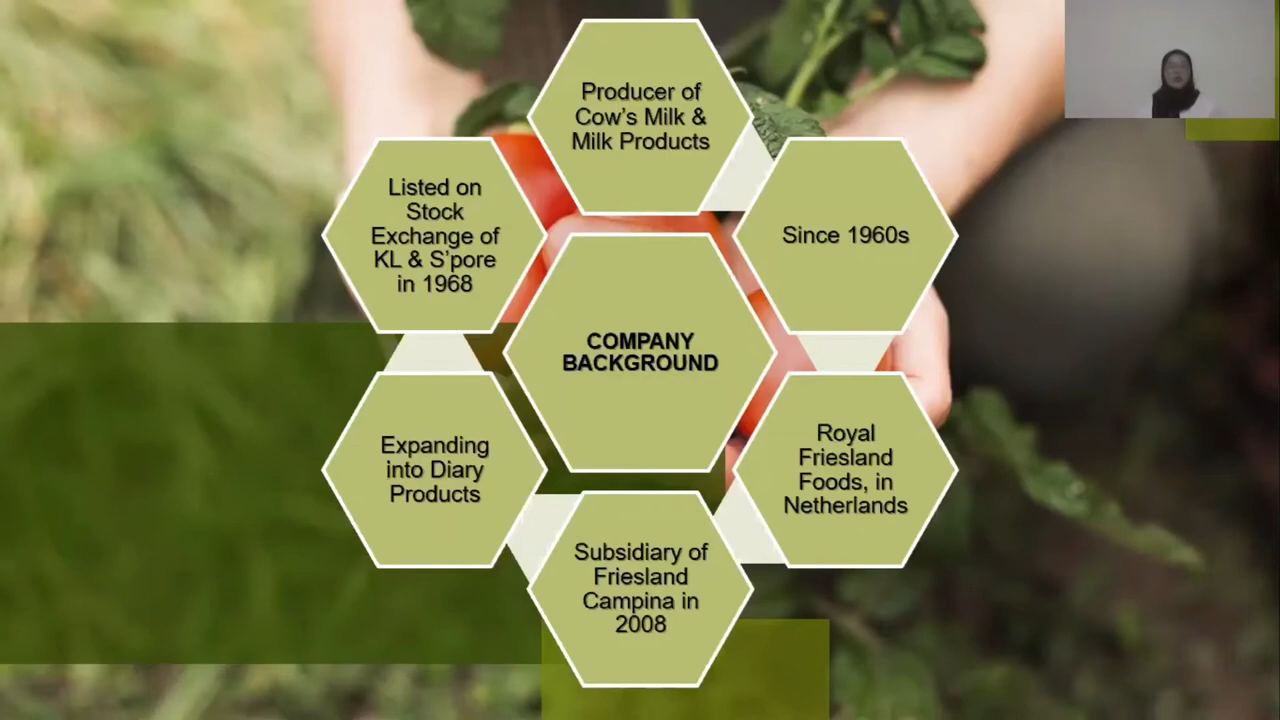 Producer of
Cow's Milk &
Milk Products
Since 1960s
Royal
Friesland
Foods, in
Netherlands
Subsidiary of
Friesland
Campina in
2008
Expanding
into Diary
Products
Listed on
Stock
Exchange of
KL & S'pore
in 1968
COMPANY
BACKGROUND